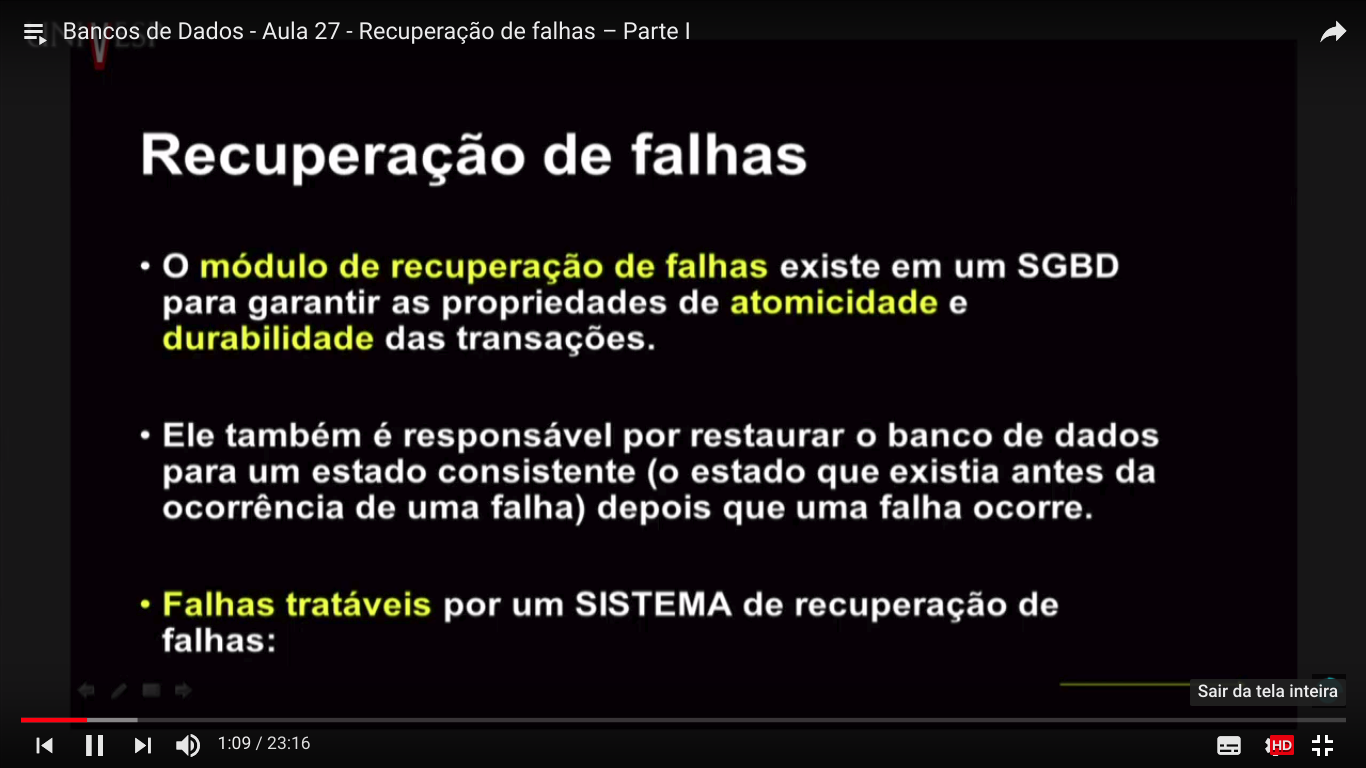 Bancos de Dados - Aula 27 - Recuperação de falhas – Parte I
Recuperação de falhas
• O módulo de recuperação de falhas existe em um SGBD
para garantir as propriedades de atomicidade e
durabilidade das transações.
• Ele também é responsável por restaurar o banco de dados
para um estado consistente (o estado que existia antes da
ocorrência de uma falha) depois que uma falha ocorre.
• Falhas tratáveis por um SISTEMA de recuperação de
falhas:
Sair da tela inteira
1:09 / 23:16
HD